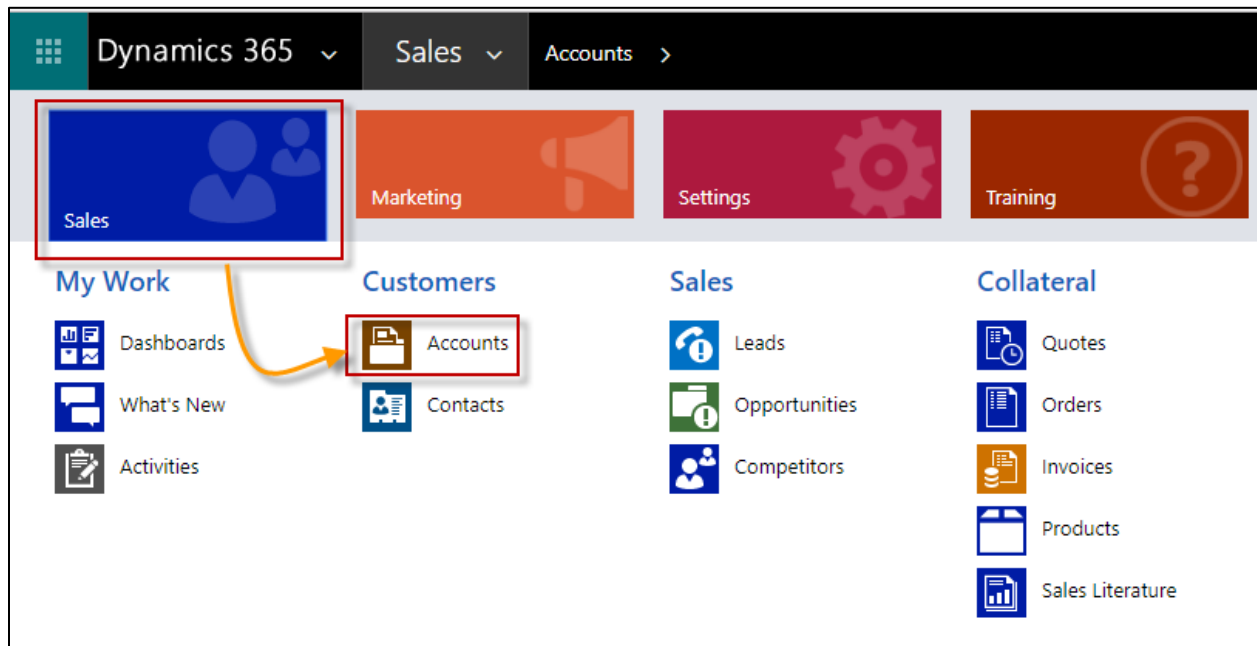 Dynamics 365
Sales
Accounts
Sales
Marketing
Settings
?
Training
My Work
Customers
Sales
Collateral
Dashboards
Accounts
Leads
Quotes
What's New
Contacts
Opportunities
Orders
Activities
Competitors
Invoices
Products
Sales Literature